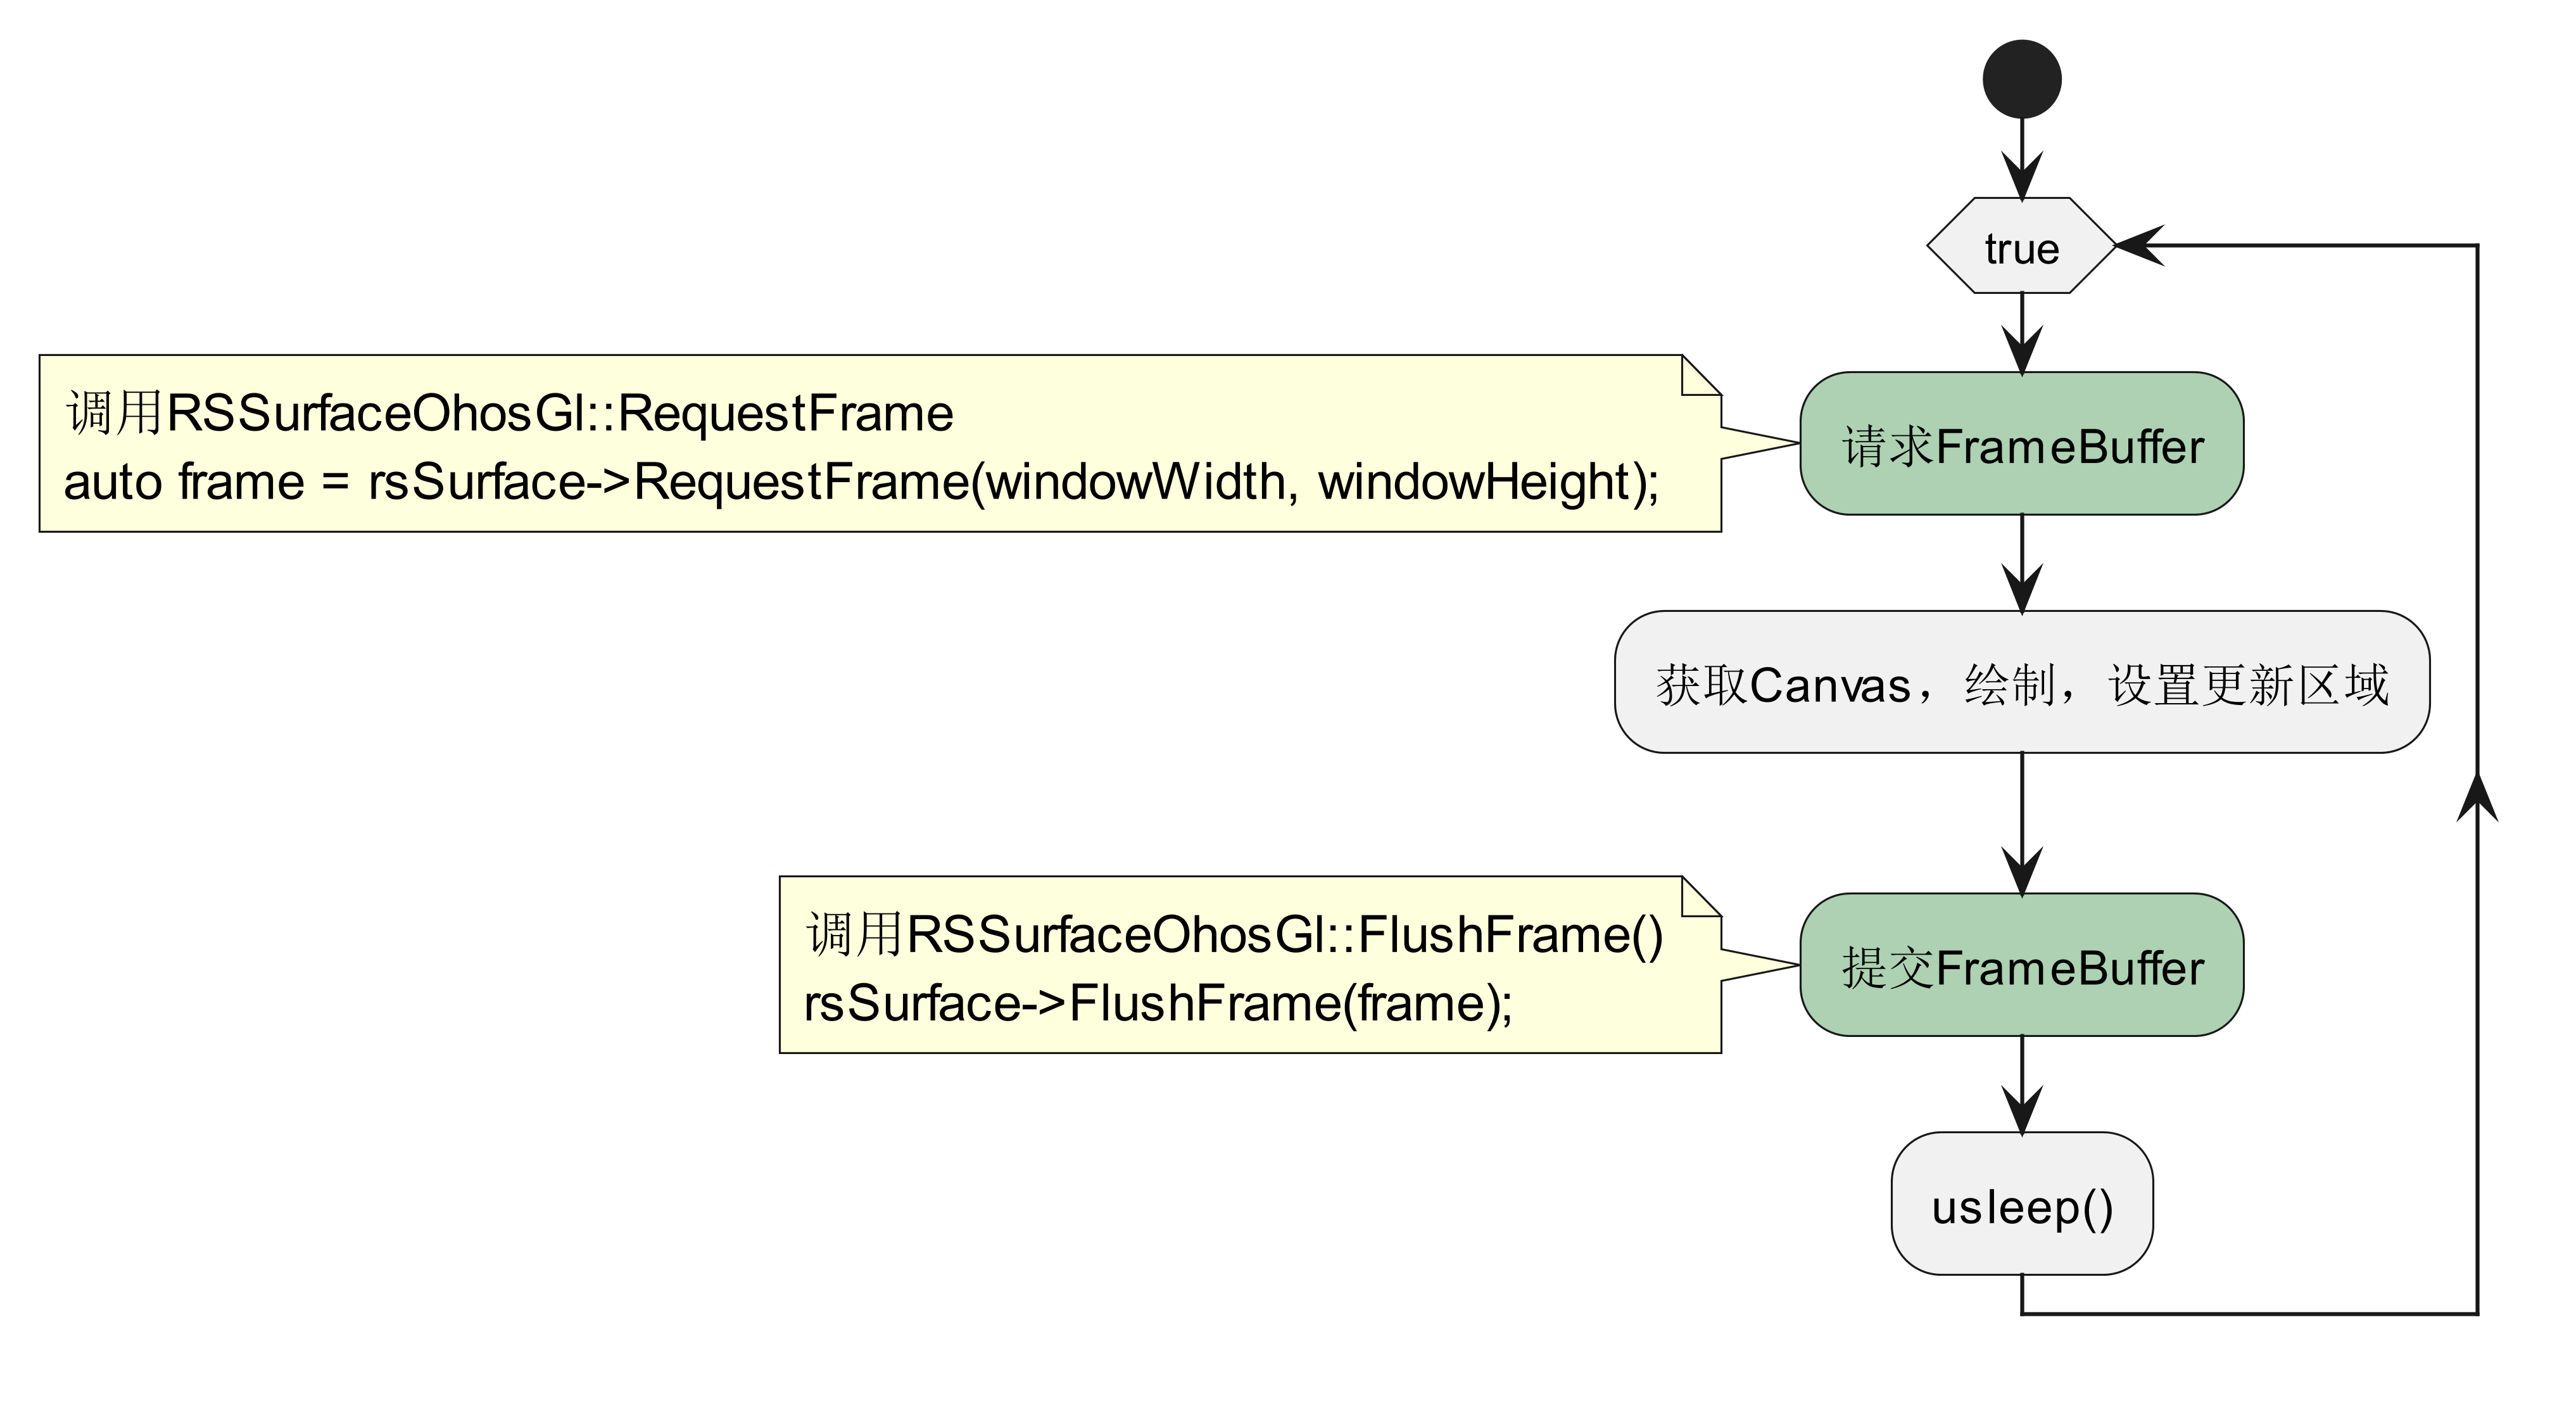 true
调用RSSurfaceOhosGl::RequestFrame
auto frame = rsSurface->RequestFrame(windowWidth, windowHeight);
请求FrameBuffer
获取Canvas，绘制，设置更新区域
调用RSSurfaceOhosGl::FlushFrame()
rsSurface->FlushFrame(frame);
提交FrameBuffer
usleep()